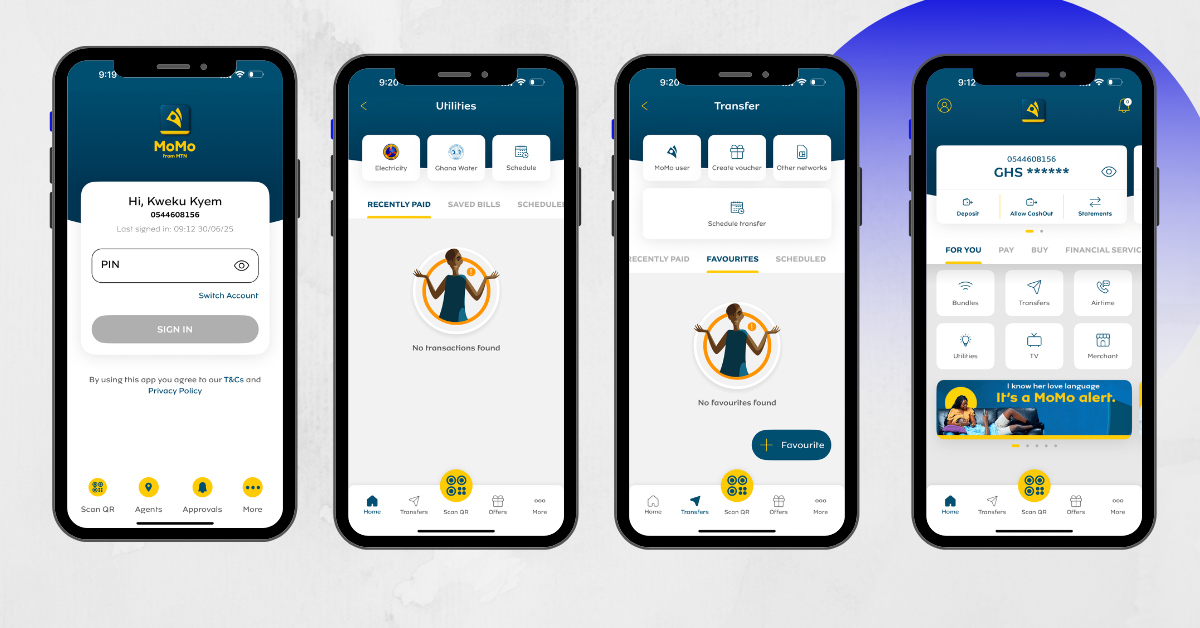 9:19
MoMo
from MTN
Hi, Kweku Kyem
0544608156
Last signed in: 09:12 30/06/25
PIN
Switch Account
SIGN IN
By using this app you agree to our T&Cs and
Privacy Policy
Scan QR Agents Approvals More
9:20
Utilities
Electricity Ghana Water Schedule
RECENTLY PAID SAVED BILLS SCHEDULED
No transactions found
Home Transfers Scan QR Offers More
9:20
Transfer
MoMo user Create voucher Other networks
Schedule transfer
RECENTLY PAID FAVOURITES SCHEDULED
No favourites found
+ Favourite
Home Transfers Scan QR Offers More
9:12
0
0544608156
GHS ******
Deposit Allow CashOut Statements
FOR YOU PAY BUY FINANCIAL SERVIC
Bundles Transfers Airtime
Utilities TV Merchant
I know her love language
It's a MoMo alert.
Home Transfers Scan QR Offers More